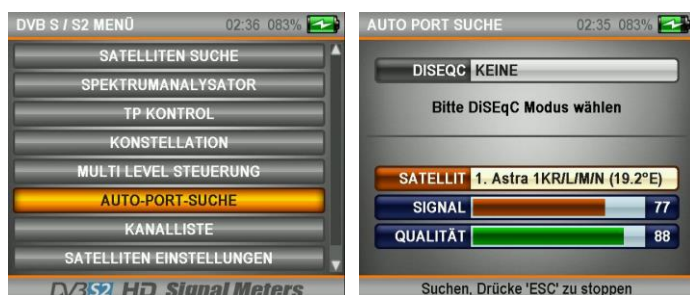 DVB S / S2 MENÜ 02:36 083%
SATELLITEN SUCHE
SPEKTRUMANALYSATOR
TP KONTROL
KONSTELLATION
MULTI LEVEL STEUERUNG
AUTO-PORT-SUCHE
KANALLISTE
SATELLITEN EINSTELLUNGEN
DVB S2 HD Signal Meters
AUTO PORT SUCHE 02:35 083%
DISEQC KEINE
Bitte DiSEqC Modus wählen
SATELLIT 1. Astra 1KR/L/M/N (19.2°E)
SIGNAL 77
QUALITÄT 88
Suchen, Drücke 'ESC' zu stoppen